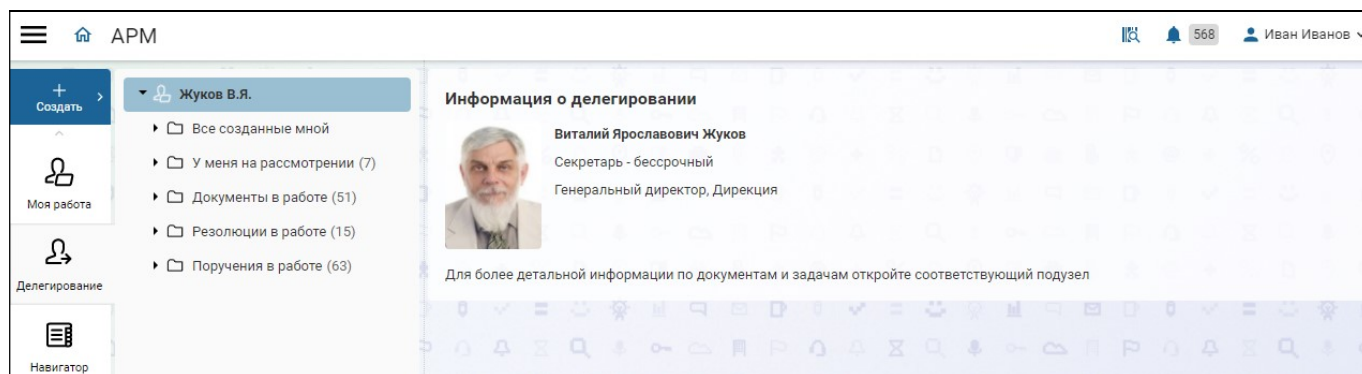 АРМ
568
Иван Иванов
+
Создать
Моя работа
Делегирование
Навигатор
Жуков В.Я.
Все созданные мной
У меня на рассмотрении (7)
Документы в работе (51)
Резолюции в работе (15)
Поручения в работе (63)
Информация о делегировании
Виталий Ярославович Жуков
Секретарь - бессрочный
Генеральный директор, Дирекция
Для более детальной информации по документам и задачам откройте соответствующий подузел